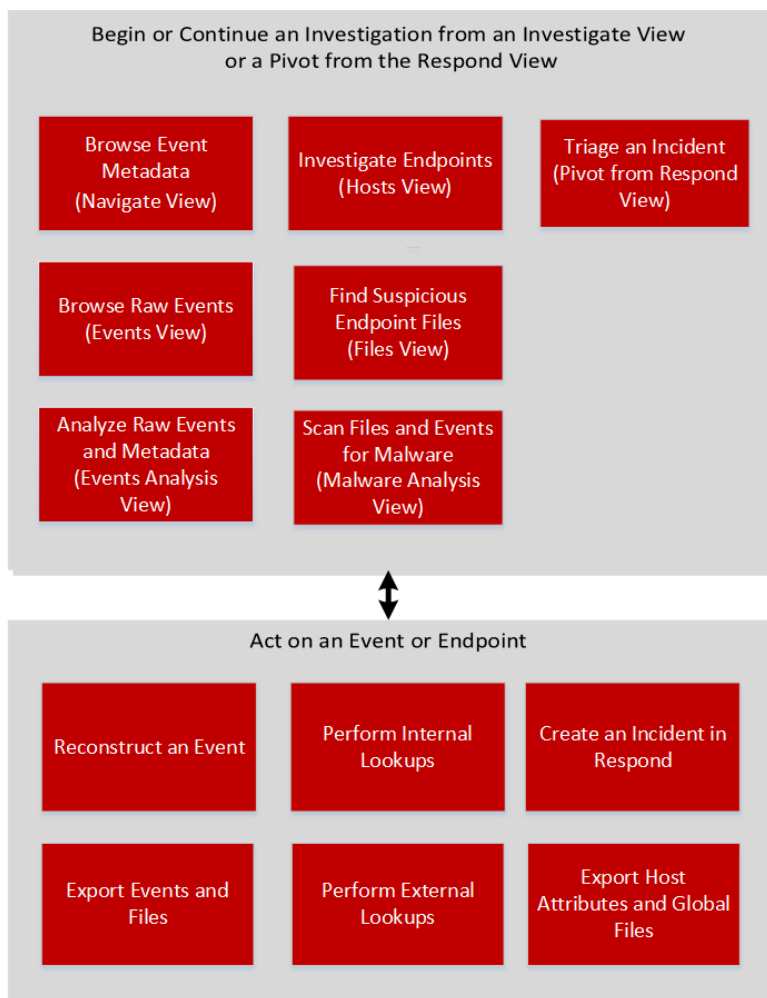 Begin or Continue an Investigation from an Investigate View
or a Pivot from the Respond View
Browse Event
Metadata
(Navigate View)
Investigate Endpoints
(Hosts View)
Triage an Incident
(Pivot from Respond
View)
Browse Raw Events
(Events View)
Find Suspicious
Endpoint Files
(Files View)
Analyze Raw Events
and Metadata
(Events Analysis
View)
Scan Files and Events
for Malware
(Malware Analysis
View)
Act on an Event or Endpoint
Reconstruct an Event
Perform Internal
Lookups
Create an Incident in
Respond
Export Events and
Files
Perform External
Lookups
Export Host
Attributes and Global
Files